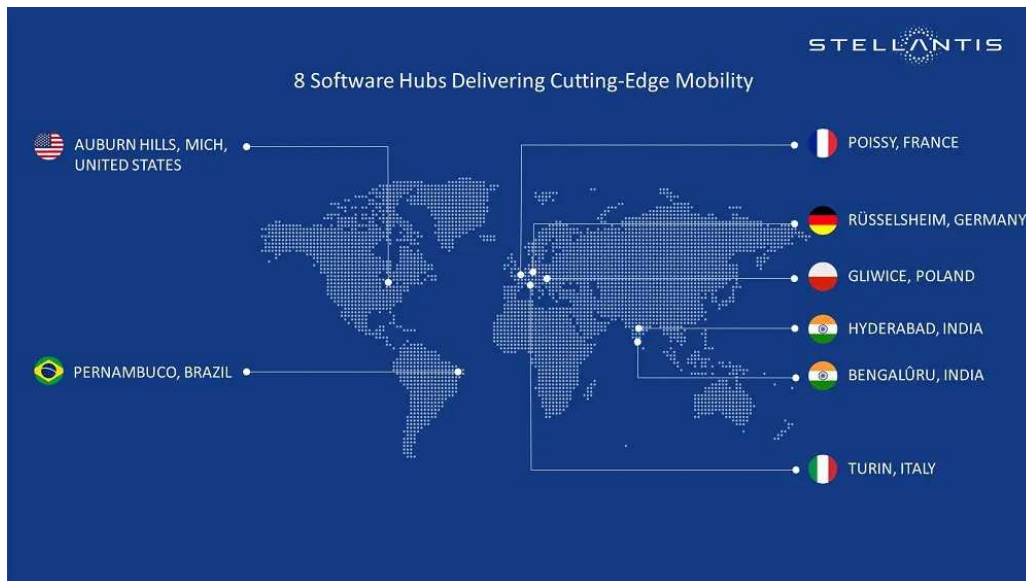 STELLANTIS
8 Software Hubs Delivering Cutting-Edge Mobility
AUBURN HILLS, MICH,
UNITED STATES
PERNAMBUCO, BRAZIL
POISSY, FRANCE
RÜSSELSHEIM, GERMANY
GLIWICE, POLAND
HYDERABAD, INDIA
BENGALÛRU, INDIA
TURIN, ITALY